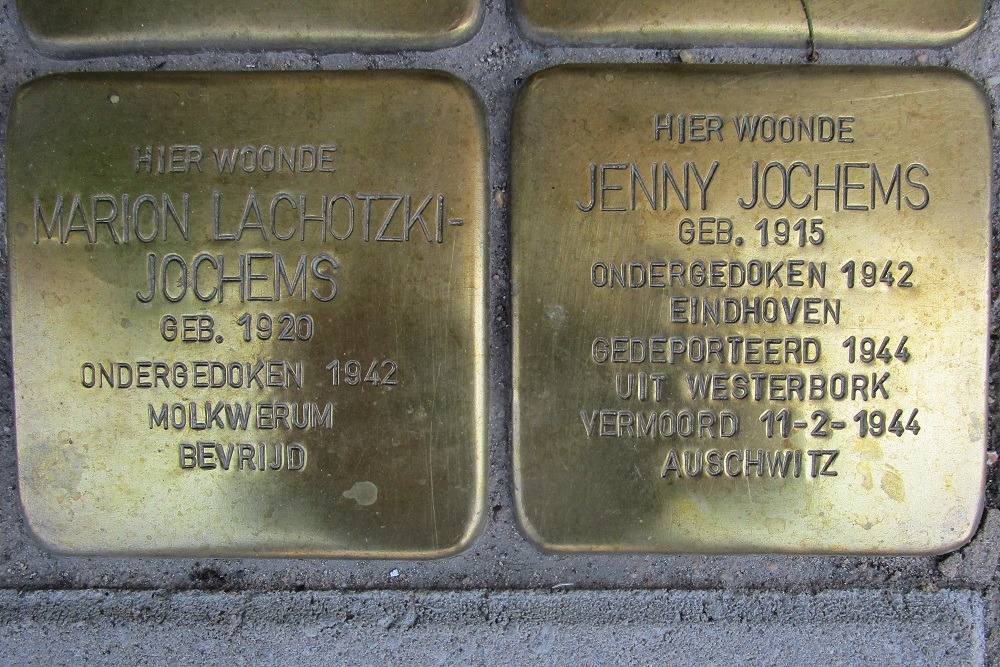 HIER WOONDE
MARION LACHOTZKI-
JOCHEMS
GEB. 1920
ONDERGEDOKEN 1942
MOLKWERUM
BEVRIJD
HIER WOONDE
JENNY JOCHEMS
GEB. 1915
ONDERGEDOKEN 1942
EINDHOVEN
GEDEPORTEERD 1944
UIT WESTERBORK
VERMOORD 11-2-1944
AUSCHWITZ